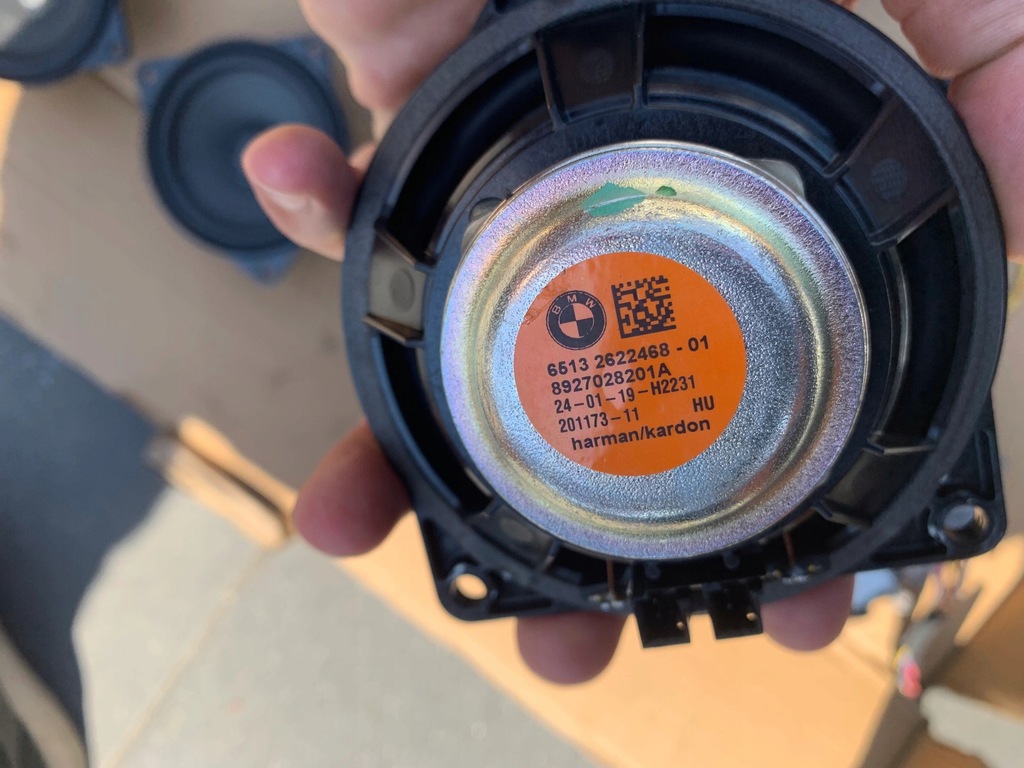 BMW
6513 2622468-01
8927028201A
24-01-19-H2231
201173-11 HU
harman/kardon